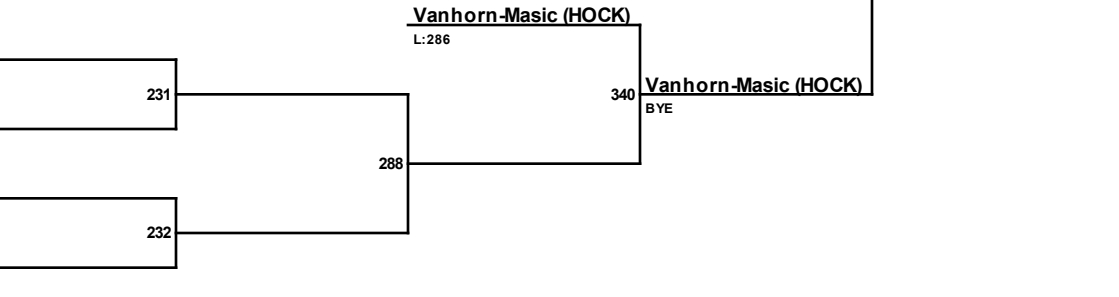 Vanhorn-Masic (HOCK)
L:286
231
340
Vanhorn-Masic (HOCK)
BYE
288
232